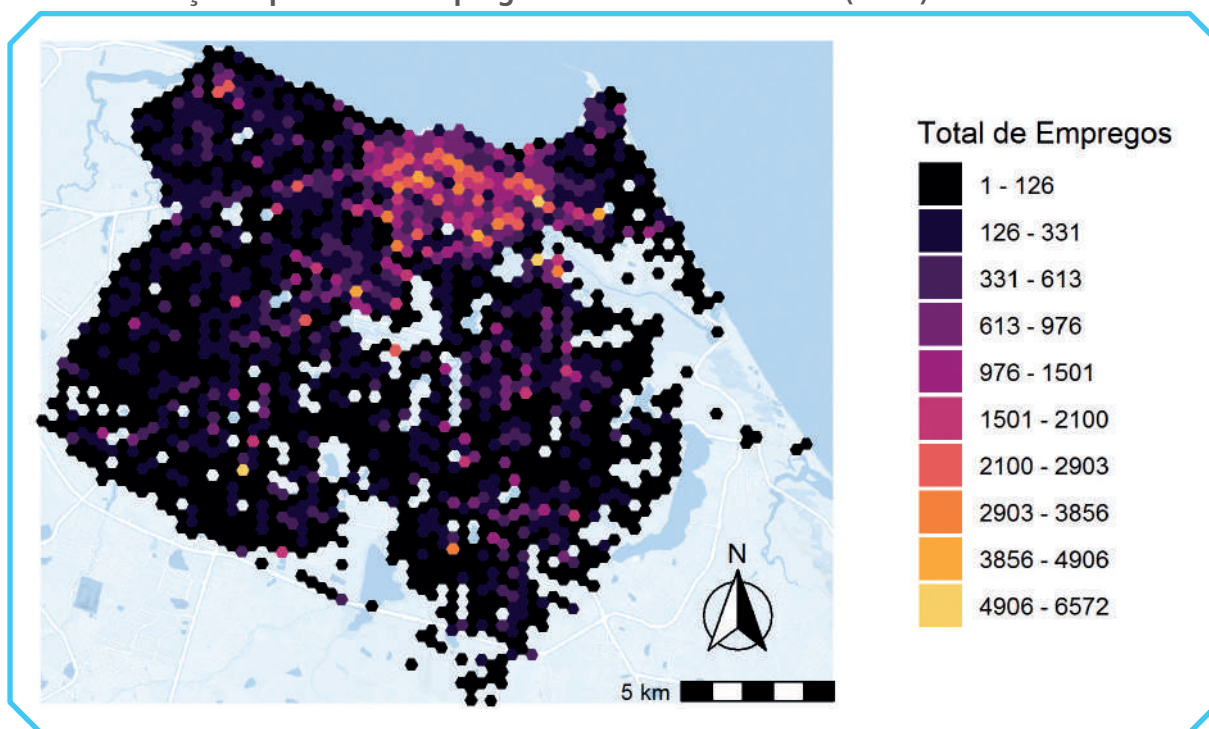 Total de Empregos
1 - 126
126 - 331
331 - 613
613 - 976
976 - 1501
1501 - 2100
2100 - 2903
2903 - 3856
3856 - 4906
4906 - 6572
N
5 km